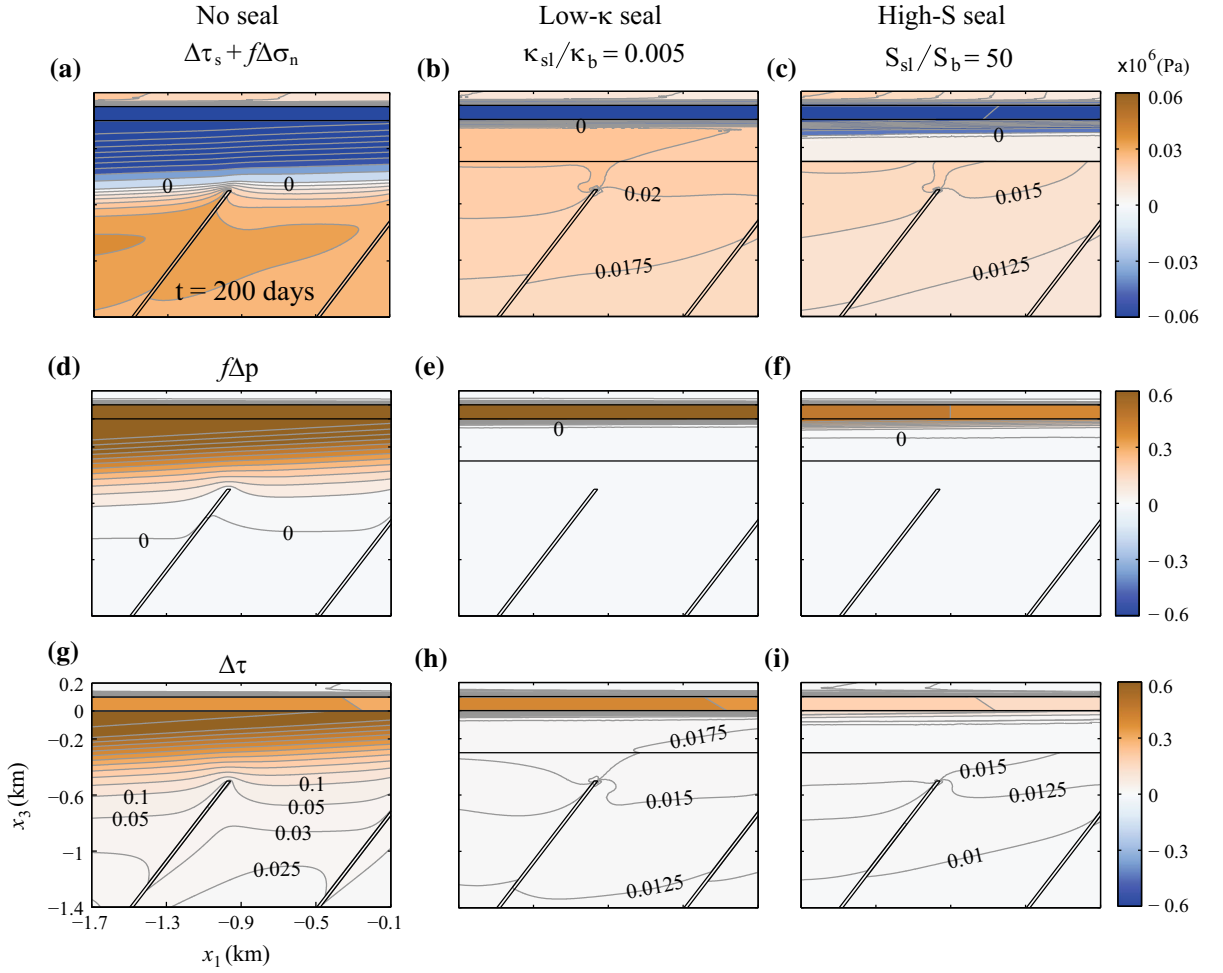 No seal
Low-κ seal
High-S seal
Δτs + fΔσn
κsl/κb = 0.005
Ssl/Sb = 50
(a)
(b)
(c)
x10^6 (Pa)
0
0
t = 200 days
0
0.02
0.0175
0
0.015
0.0125
0.06
0.03
0
− 0.03
− 0.06
(d)
fΔp
(e)
(f)
0
0
0
0
0.6
0.3
0
− 0.3
− 0.6
(g)
Δτ
(h)
(i)
0.2
0
−0.2
−0.6
−1
−1.4
x3 (km)
0.1
0.1
0.05
0.05
0.03
0.025
−1.7
−1.3
−0.9
−0.5
−0.1
x1 (km)
0.0175
0.015
0.0125
0.015
0.0125
0.01
0.6
0.3
0
− 0.3
− 0.6